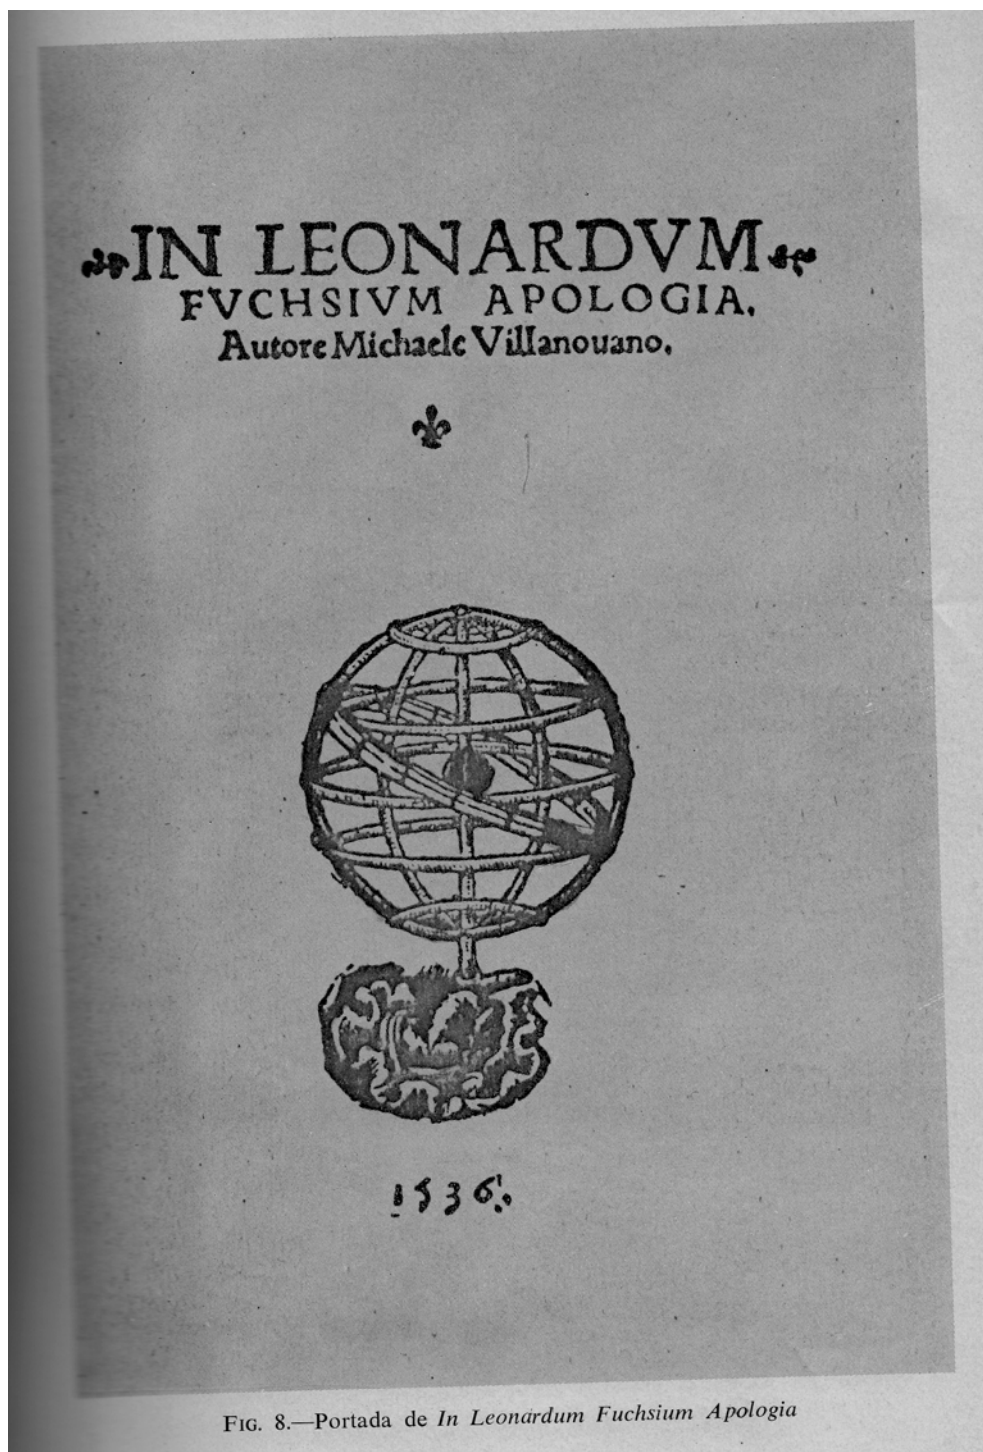 IN LEONARDVM
FVCHSIVM APOLOGIA.
Autore Michaele Villanouano.
1536.
FIG. 8.—Portada de In Leonardum Fuchsium Apologia